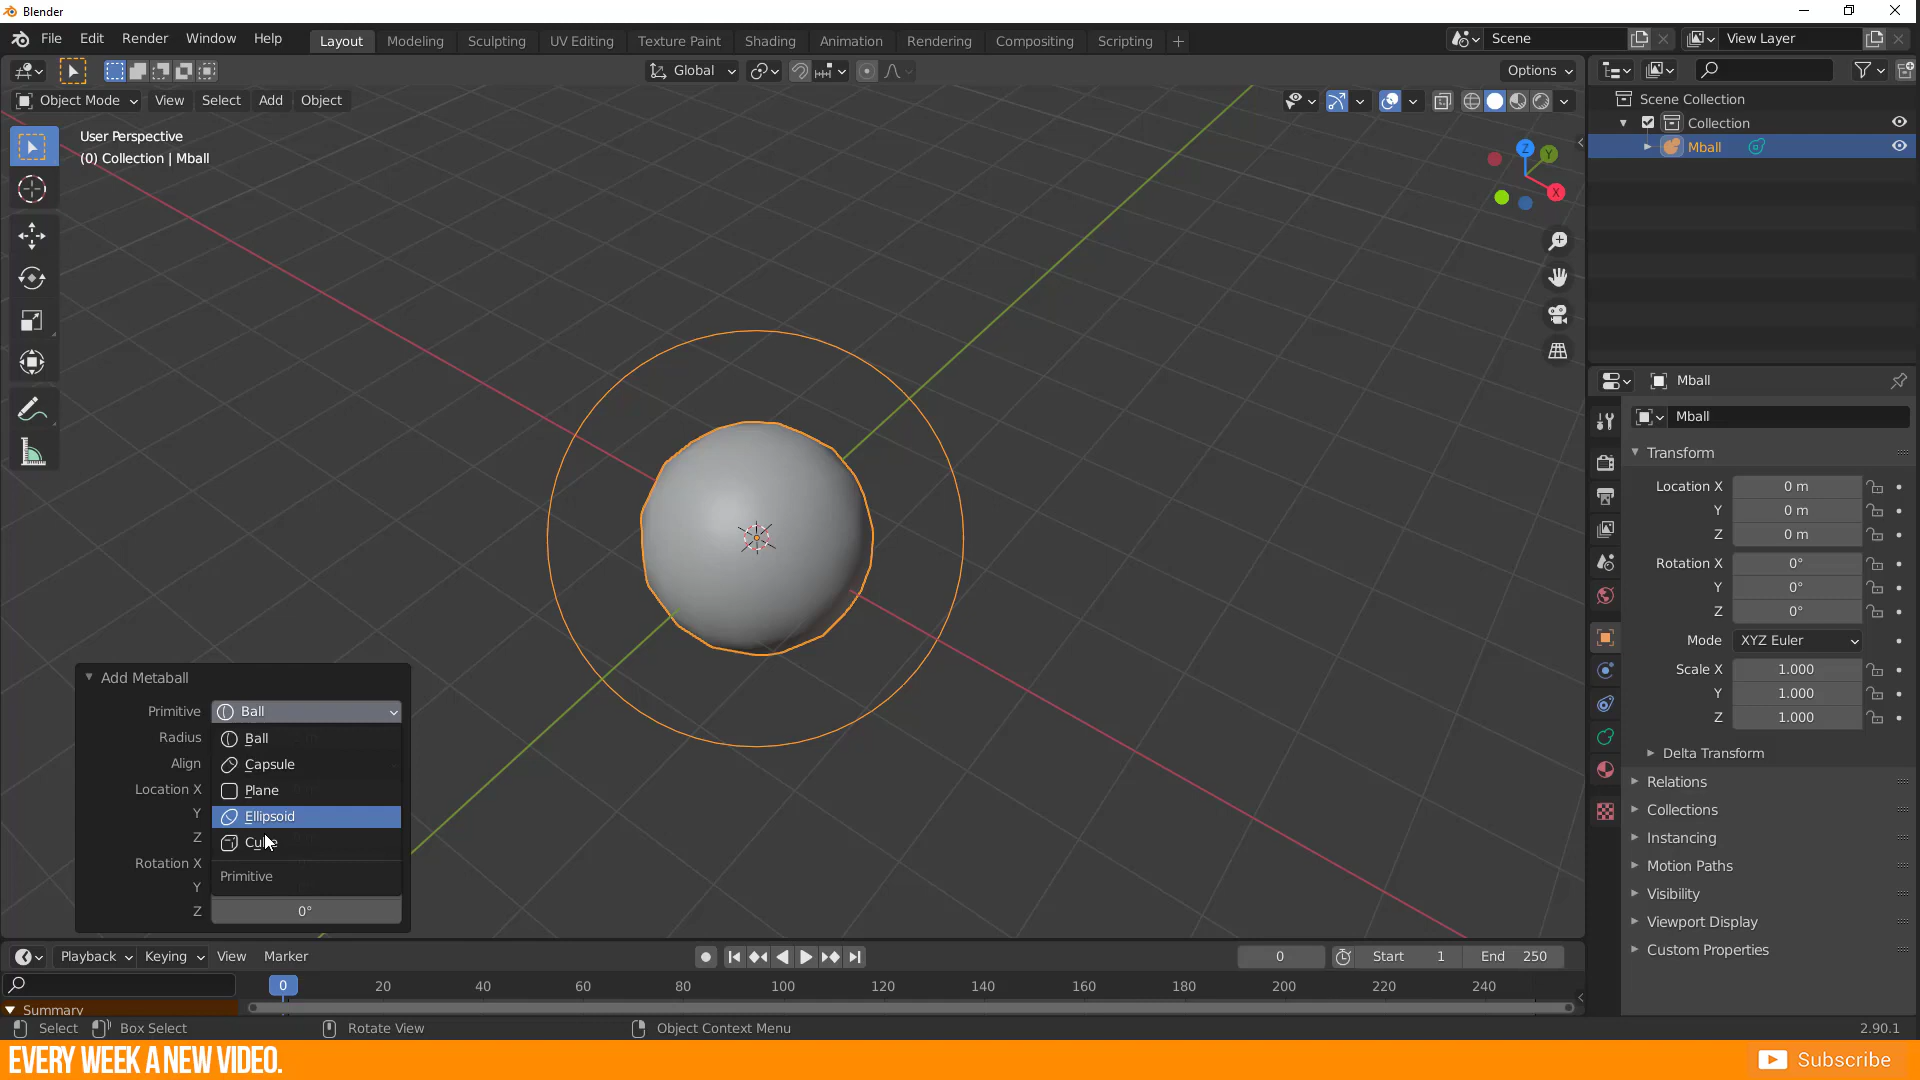 Blender
File Edit Render Window Help
Layout Modeling Sculpting UV Editing Texture Paint Shading Animation Rendering Compositing Scripting +
Scene
View Layer
Global
Options
Object Mode View Select Add Object
User Perspective
(0) Collection | Mball
Z
Y
X
Scene Collection
Collection
Mball
Mball
Mball
Transform
Location X 0 m
Y 0 m
Z 0 m
Rotation X 0°
Y 0°
Z 0°
Mode XYZ Euler
Scale X 1.000
Y 1.000
Z 1.000
Delta Transform
Relations
Collections
Instancing
Motion Paths
Visibility
Viewport Display
Custom Properties
Add Metaball
Primitive Ball
Radius
Align
Location X
Y
Z
Rotation X
Y
Z 0°
Ball
Capsule
Plane
Ellipsoid
Cube
Primitive
Playback Keying View Marker
0 Start 1 End 250
0 20 40 60 80 100 120 140 160 180 200 220 240
Summary
Select Box Select Rotate View Object Context Menu 2.90.1
EVERY WEEK A NEW VIDEO.
Subscribe